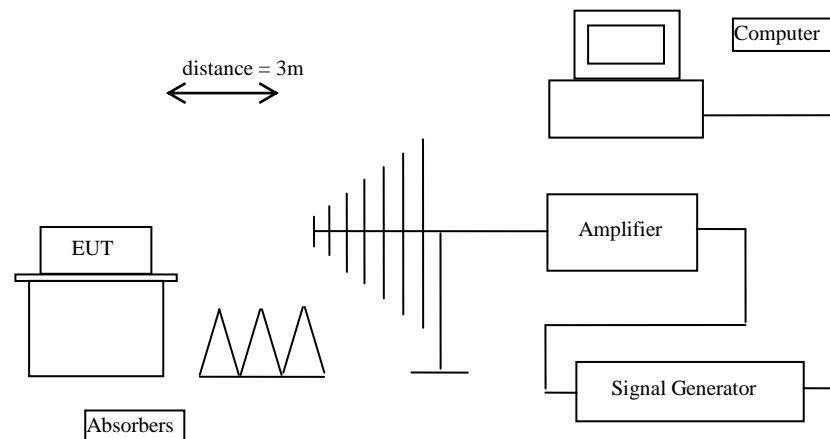 Computer
distance = 3m
Amplifier
EUT
Signal Generator
Absorbers